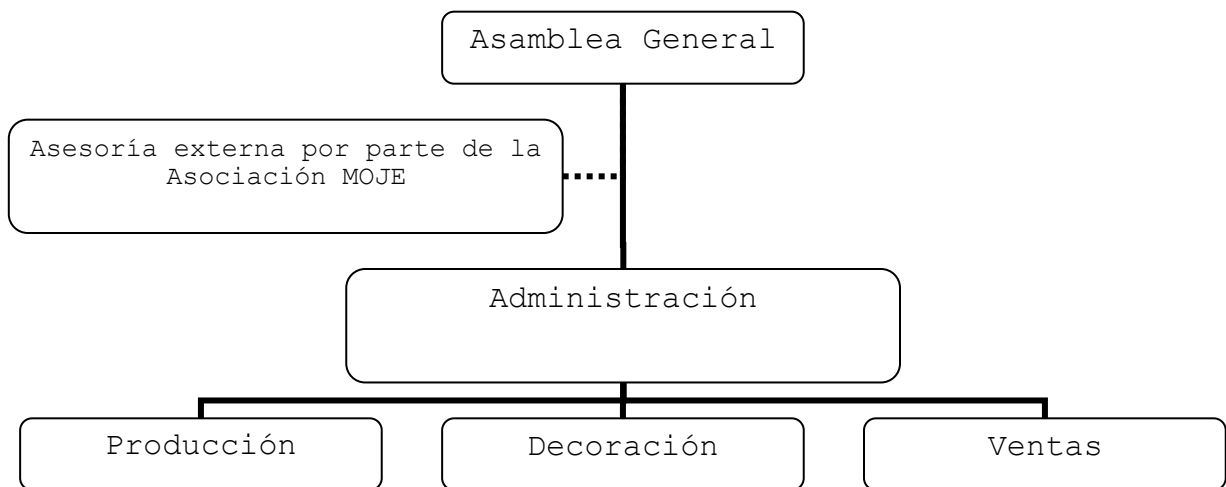 Asamblea General
Asesoría externa por parte de la
Asociación MOJE
Administración
Producción
Decoración
Ventas